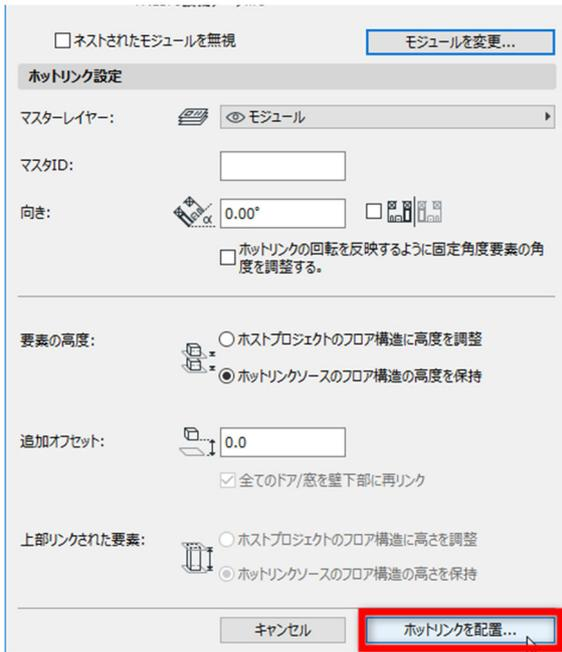 ネストされたモジュールを無視
モジュールを変更...
ホットリンク設定
マスターレイヤー:
モジュール
マスタID:
向き:
α
0.00°
ホットリンクの回転を反映するように固定角度要素の角
度を調整する。
要素の高度:
ホストプロジェクトのフロア構造に高度を調整
ホットリンクソースのフロア構造の高度を保持
追加オフセット:
0.0
全てのドア/窓を壁下部に再リンク
上部リンクされた要素:
ホストプロジェクトのフロア構造に高さを調整
ホットリンクソースのフロア構造の高さを保持
キャンセル
ホットリンクを配置...